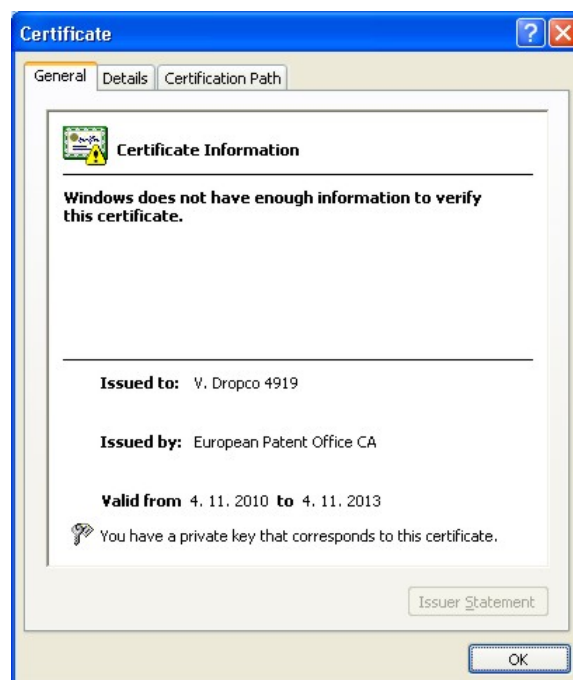 Certificate
General Details Certification Path
Certificate Information
Windows does not have enough information to verify
this certificate.
Issued to: V. Dropco 4919
Issued by: European Patent Office CA
Valid from 4. 11. 2010 to 4. 11. 2013
You have a private key that corresponds to this certificate.
Issuer Statement
OK